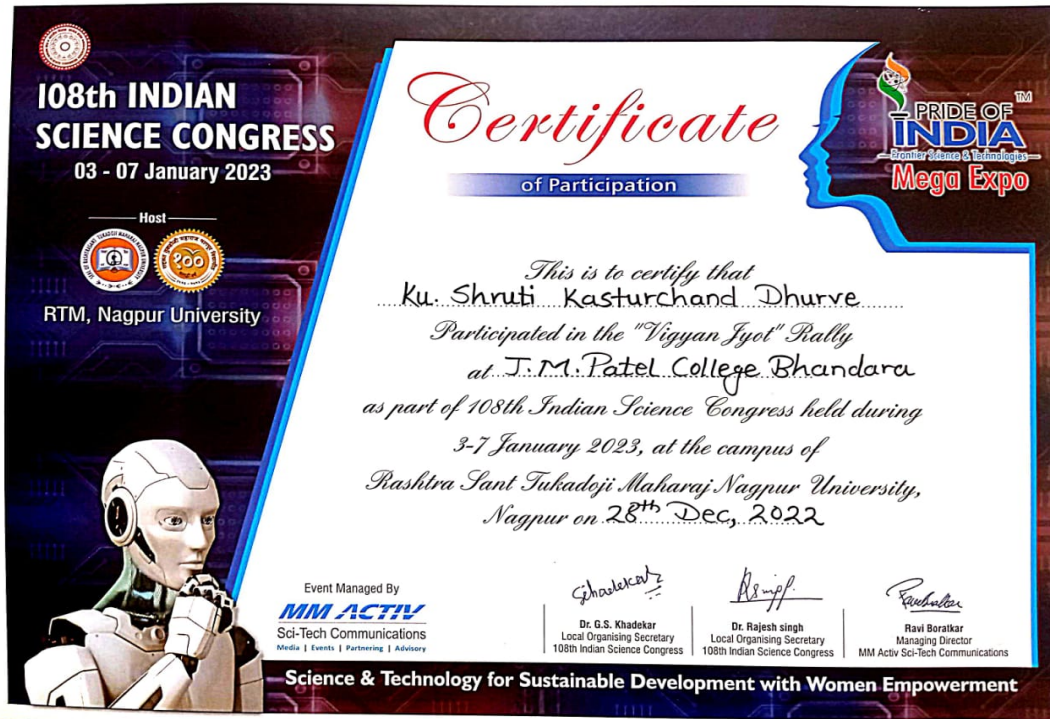 108th INDIAN
SCIENCE CONGRESS
03 - 07 January 2023
Host
RTM, Nagpur University
Certificate
of Participation
PRIDE OF TM
INDIA
Frontier Science & Technologies
Mega Expo
This is to certify that
Ku. Shruti Kasturchand Dhurve
Participated in the "Vigyan Jyot" Rally
at J.M. Patel College Bhandara
as part of 108th Indian Science Congress held during
3-7 January 2023, at the campus of
Rashtra Sant Tukadoji Maharaj Nagpur University,
Nagpur on 28th Dec, 2022
Event Managed By
MM ACTIV
Sci-Tech Communications
Media | Events | Partnering | Advisory
Dr. G.S. Khadekar
Local Organising Secretary
108th Indian Science Congress
Dr. Rajesh singh
Local Organising Secretary
108th Indian Science Congress
Ravi Boratkar
Managing Director
MM Activ Sci-Tech Communications
Science & Technology for Sustainable Development with Women Empowerment